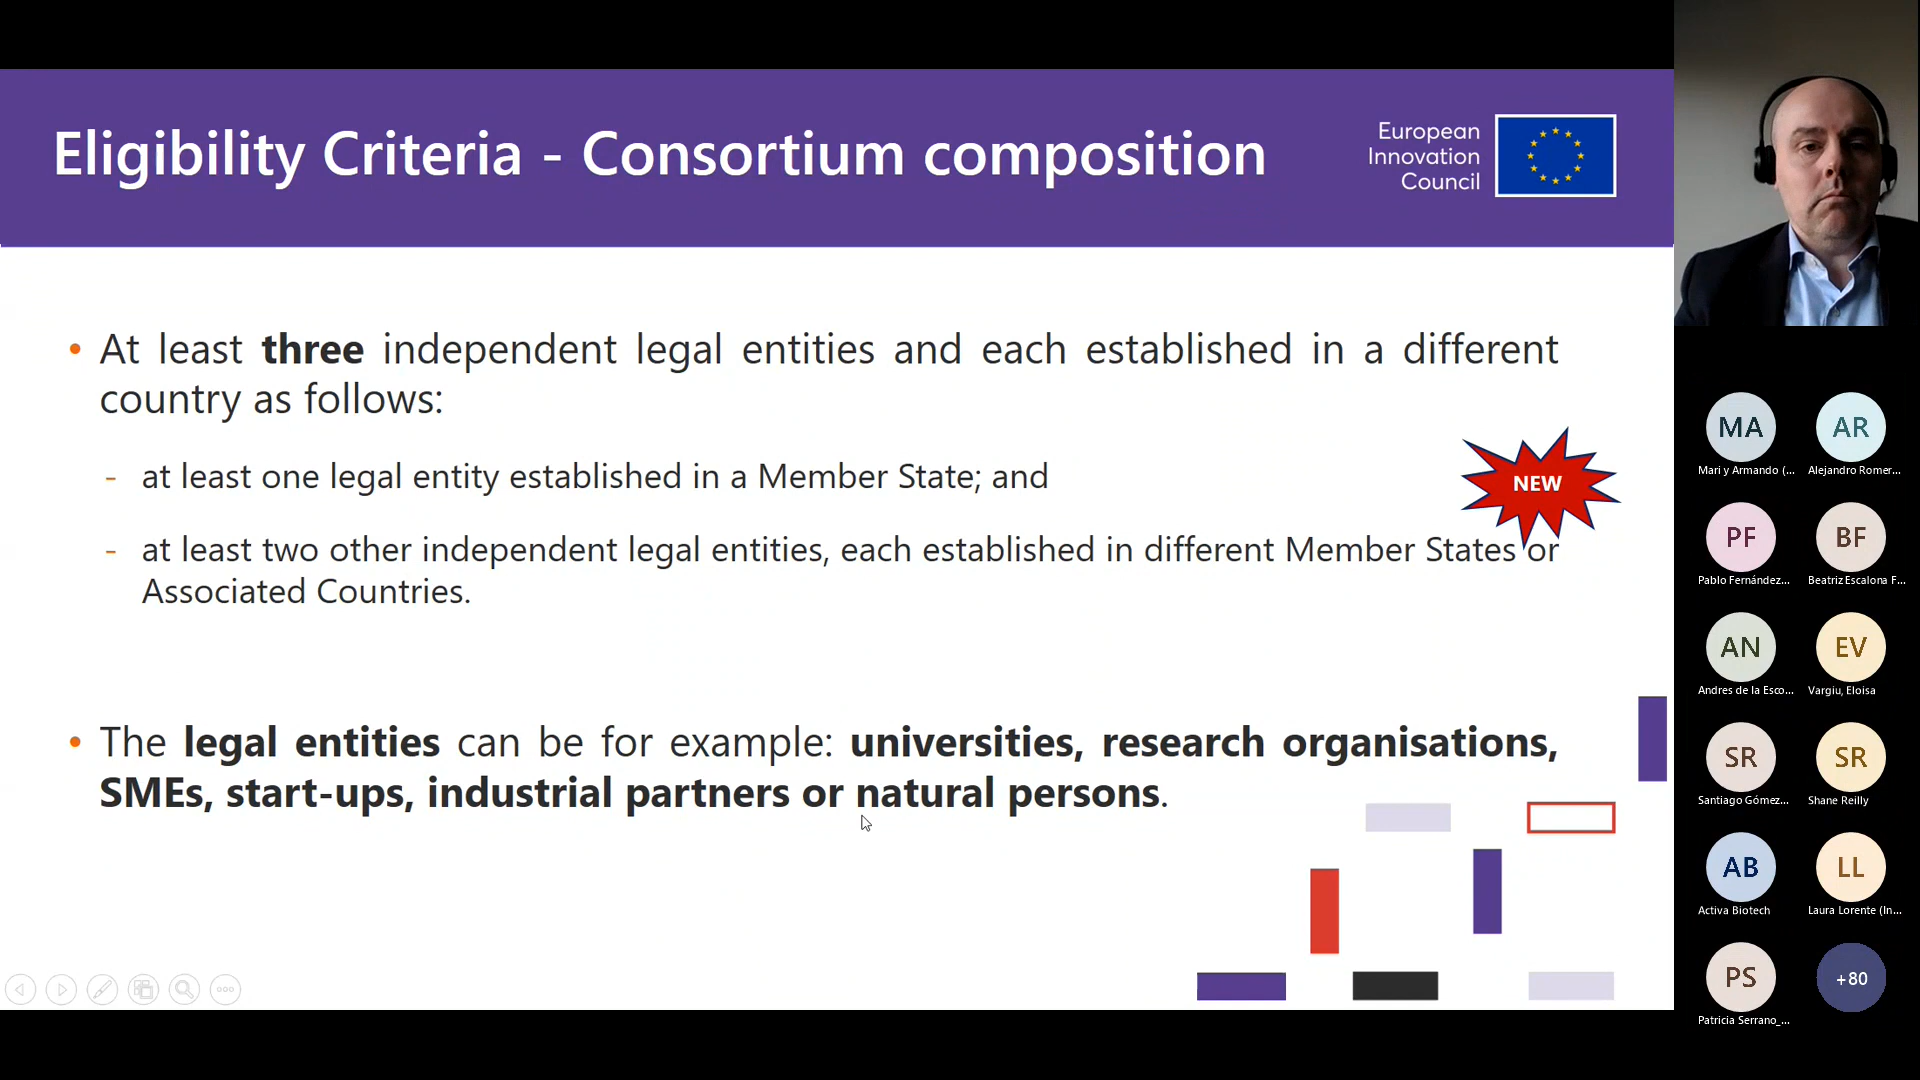 Eligibility Criteria - Consortium composition
European
Innovation
Council
At least three independent legal entities and each established in a different
country as follows:
- at least one legal entity established in a Member State; and
NEW
- at least two other independent legal entities, each established in different Member States or
Associated Countries.
The legal entities can be for example: universities, research organisations,
SMEs, start-ups, industrial partners or natural persons.
MA
AR
Mari y Armando (...
Alejandro Romer...
PF
BF
Pablo Fernández...
Beatriz Escalona F...
AN
EV
Andres de la Esco...
Vargiu, Eloisa
SR
SR
Santiago Gómez...
Shane Reilly
AB
LL
Activa Biotech
Laura Lorente (In...
PS
+80
Patricia Serrano_...